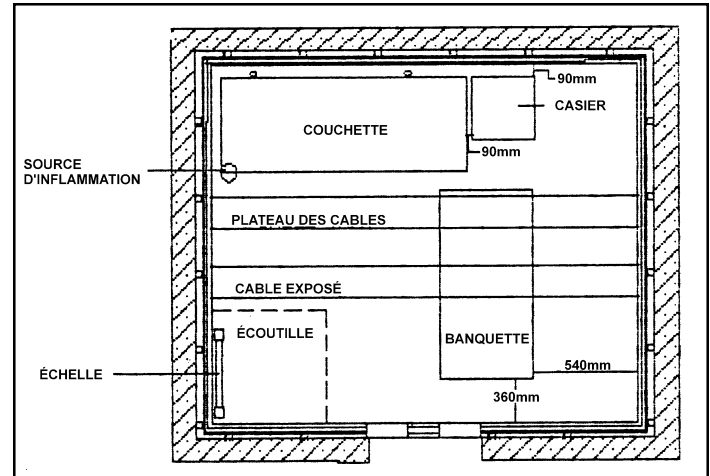 90mm
CASIER
COUCHETTE
90mm
SOURCE
D'INFLAMMATION
PLATEAU DES CABLES
CABLE EXPOSÉ
ÉCOUTILLE
BANQUETTE
540mm
ÉCHELLE
360mm